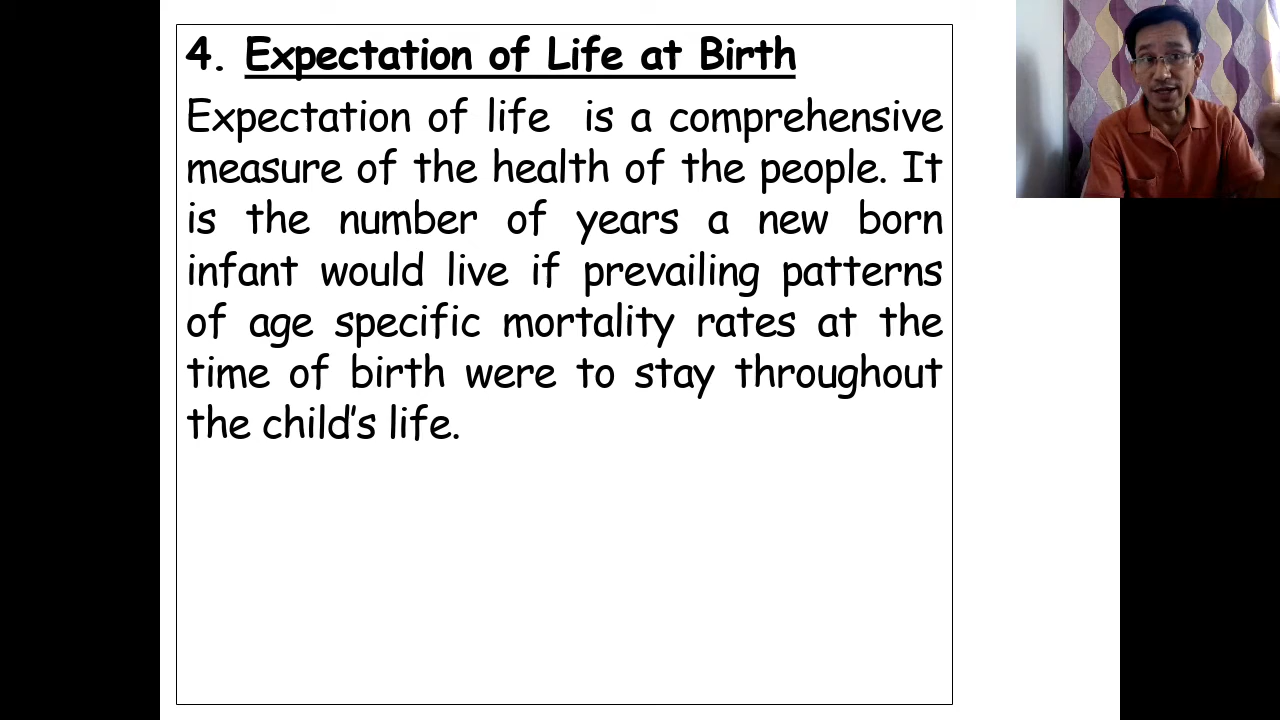 4. Expectation of Life at Birth
Expectation of life is a comprehensive
measure of the health of the people. It
is the number of years a new born
infant would live if prevailing patterns
of age specific mortality rates at the
time of birth were to stay throughout
the child's life.